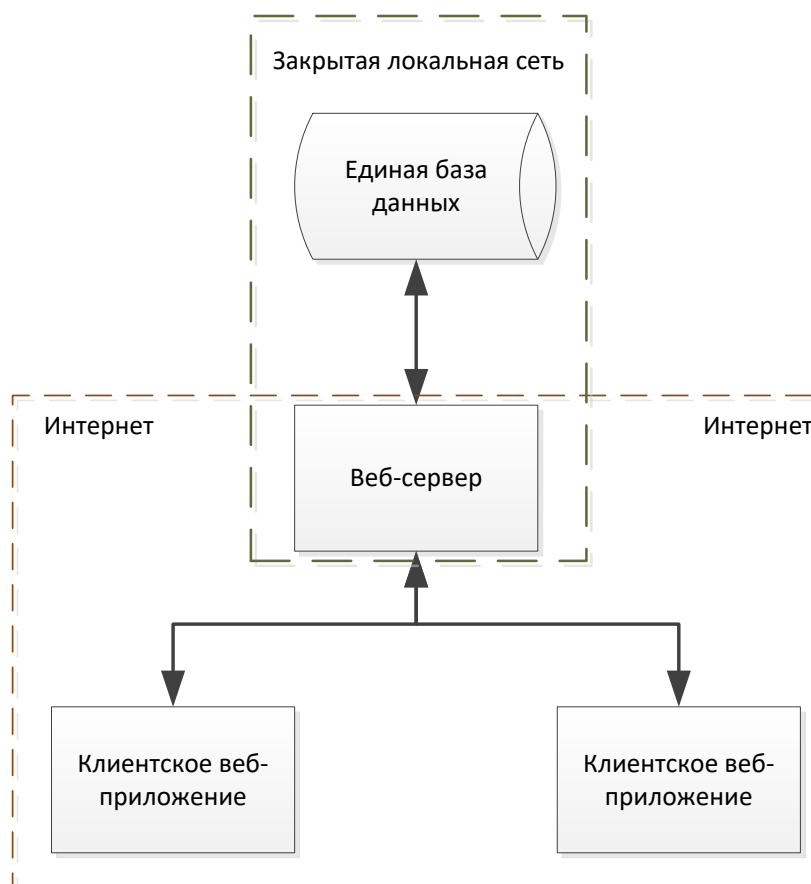 Закрытая локальная сеть
Единая база
данных
Интернет
Интернет
Веб-сервер
Клиентское веб-
приложение
Клиентское веб-
приложение